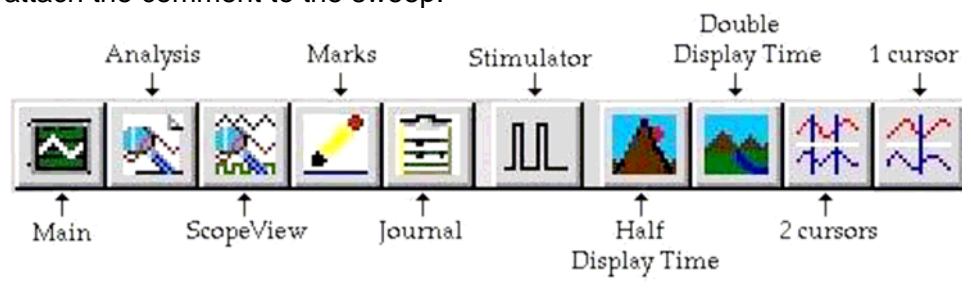 attach the comment to the sweep.
Double
Analysis Marks Stimulator Display Time 1 cursor
Main ScopeView Journal Half 2 cursors
Display Time